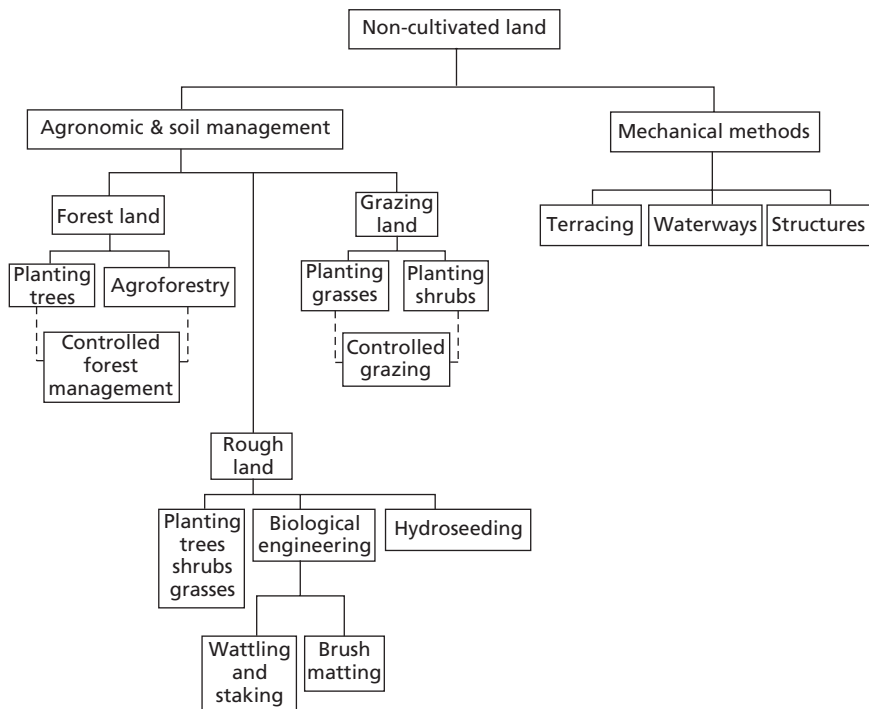 Non-cultivated land
Agronomic & soil management
Mechanical methods
Forest land
Grazing
land
Terracing
Waterways
Structures
Planting
trees
Agroforestry
Planting
grasses
Planting
shrubs
Controlled
forest
management
Controlled
grazing
Rough
land
Planting
trees
shrubs
grasses
Biological
engineering
Hydroseeding
Wattling
and
staking
Brush
matting